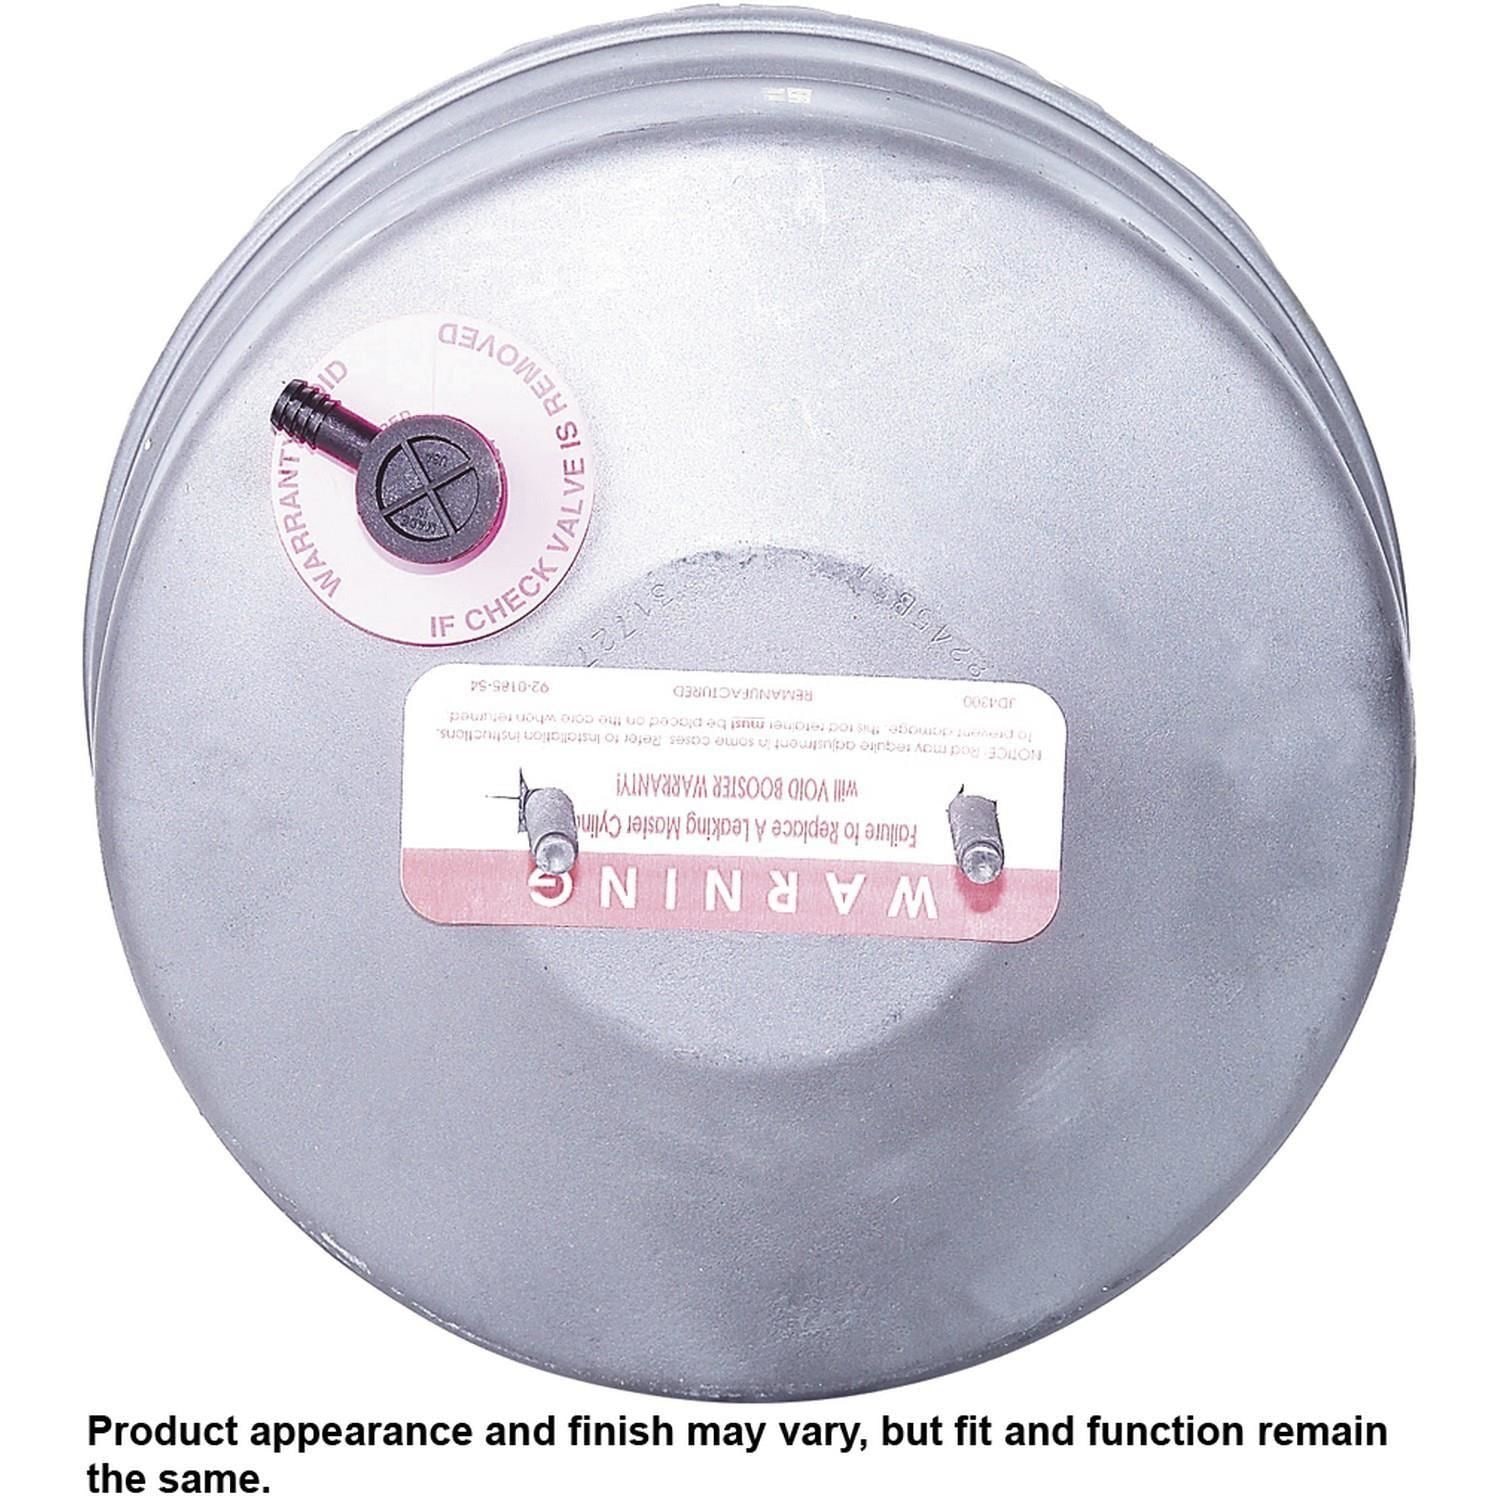 WARRANTY
IF CHECK VALVE IS REMOVED
USA
MADE
WARNING
Failure to Replace A Leaking Master
will VOID BOOSTER WARRANTY!
NOTICE: Rod may require adjustment in some cases. Refer to installation instructions.
To prevent damage, this rod retainer must be placed on the core when returned.
JD4300 REMANUFACTURED 92-0185-S4
Product appearance and finish may vary, but fit and function remain
the same.